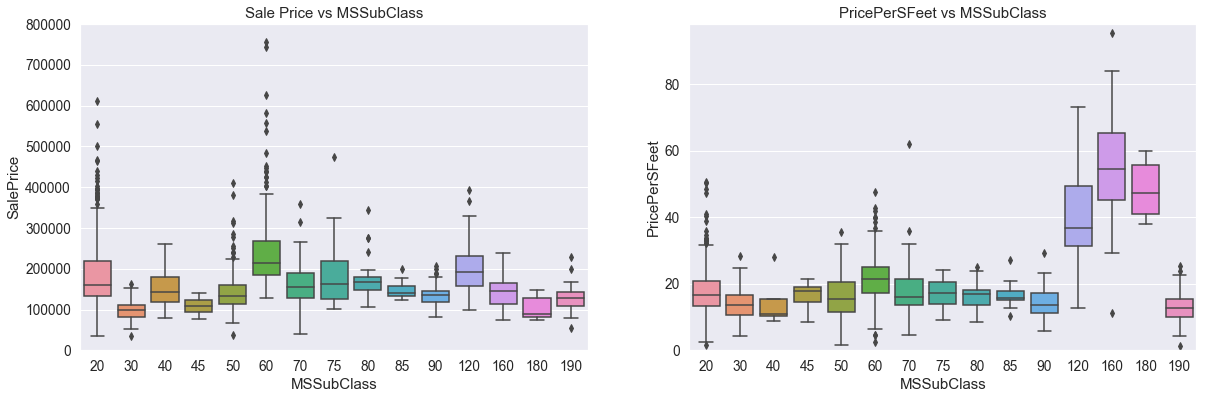 Sale Price vs MSSubClass
800000
700000
600000
500000
400000
300000
200000
100000
0
SalePrice
20 30 40 45 50 60 70 75 80 85 90 120 160 180 190
MSSubClass
PricePerSFeet vs MSSubClass
80
60
40
20
0
PricePerSFeet
20 30 40 45 50 60 70 75 80 85 90 120 160 180 190
MSSubClass